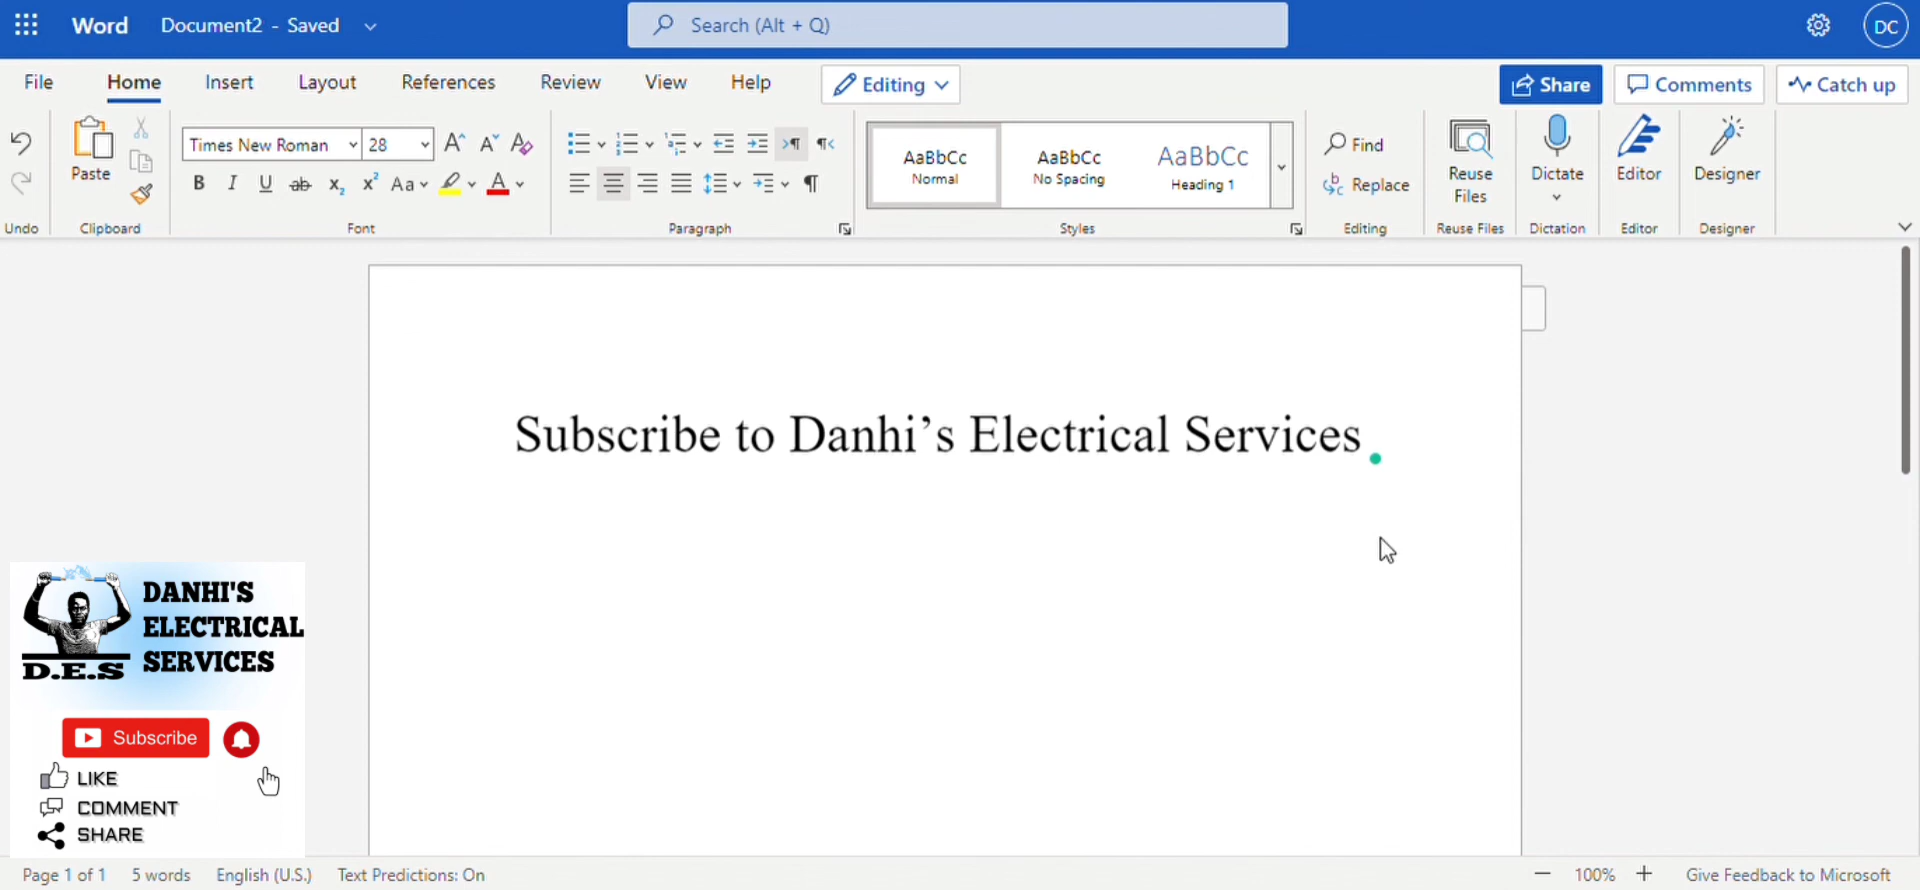 Word Document2 - Saved Search (Alt + Q) DC
File Home Insert Layout References Review View Help Editing Share Comments Catch up
Times New Roman 28
Paste
B I U ab x₂ x² Aa A
AaBbCc AaBbCc AaBbCc
Normal No Spacing Heading 1
Find
Replace
Reuse Files
Dictate
Editor
Designer
Undo Clipboard Font Paragraph Styles Editing Reuse Files Dictation Editor Designer
Subscribe to Danhi’s Electrical Services
DANHI'S
ELECTRICAL
SERVICES
D.E.S
Subscribe
LIKE
COMMENT
SHARE
Page 1 of 1 5 words English (U.S.) Text Predictions: On 100% Give Feedback to Microsoft